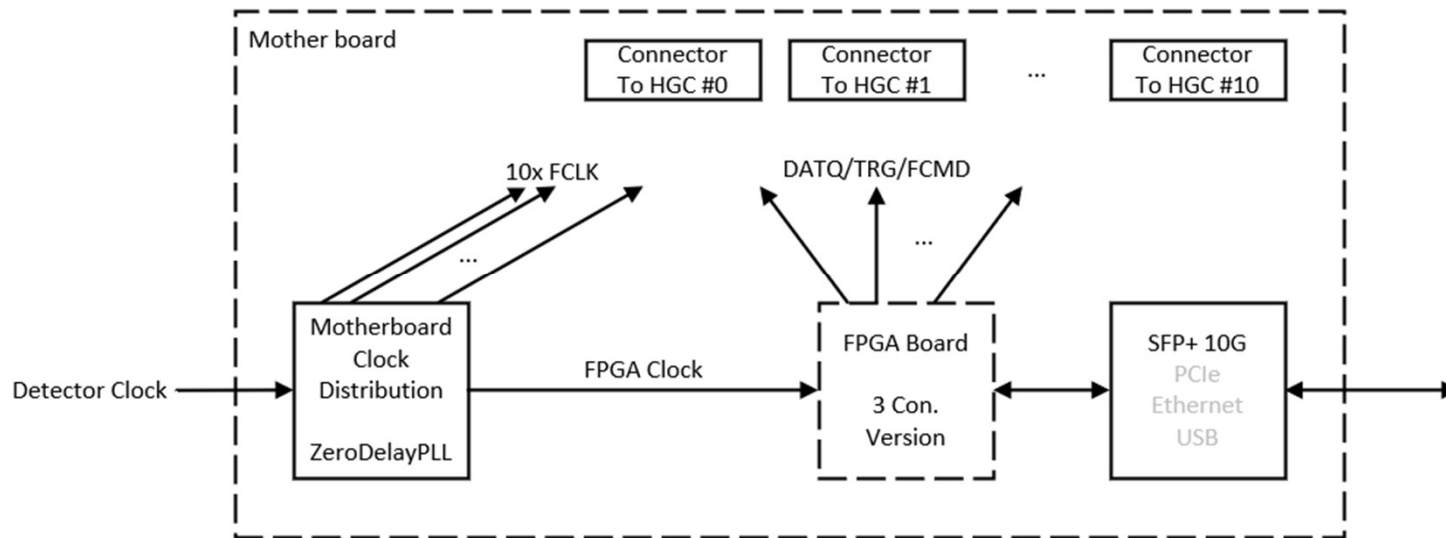 Mother board
Connector
To HGC #0
Connector
To HGC #1
...
Connector
To HGC #10
10x FCLK
DATQ/TRG/FCMD
...
...
Motherboard
Clock
Distribution
ZeroDelayPLL
Detector Clock
FPGA Clock
FPGA Board
3 Con.
Version
SFP+ 10G
PCIe
Ethernet
USB